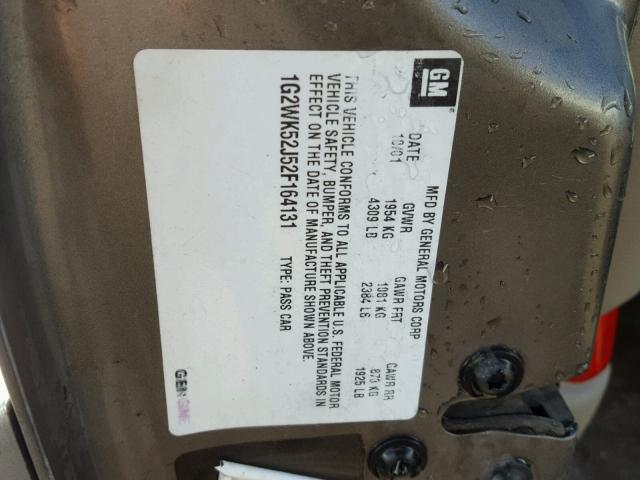 GM
MFD BY GENERAL MOTORS CORP
DATE GVWR GAWR FRT GAWR RR
10/01 1954 KG 1081 KG 873 KG
4309 LB 2384 LB 1925 LB
THIS VEHICLE CONFORMS TO ALL APPLICABLE U.S. FEDERAL MOTOR
VEHICLE SAFETY, BUMPER, AND THEFT PREVENTION STANDARDS IN
EFFECT ON THE DATE OF MANUFACTURE SHOWN ABOVE.
1G2WK52J52F164131 TYPE: PASS CAR